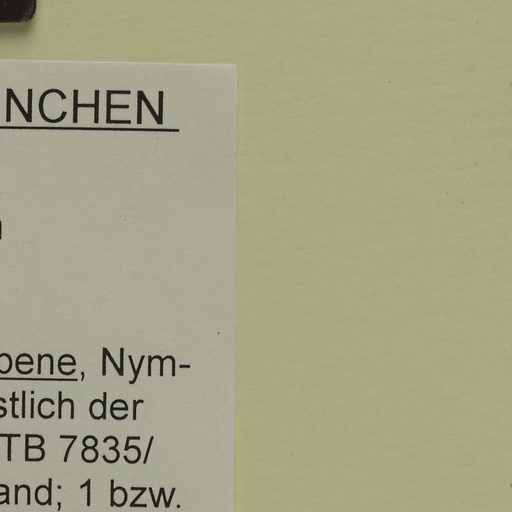 NCHEN
bene, Nym-
stlich der
TB 7835/
and; 1 bzw.